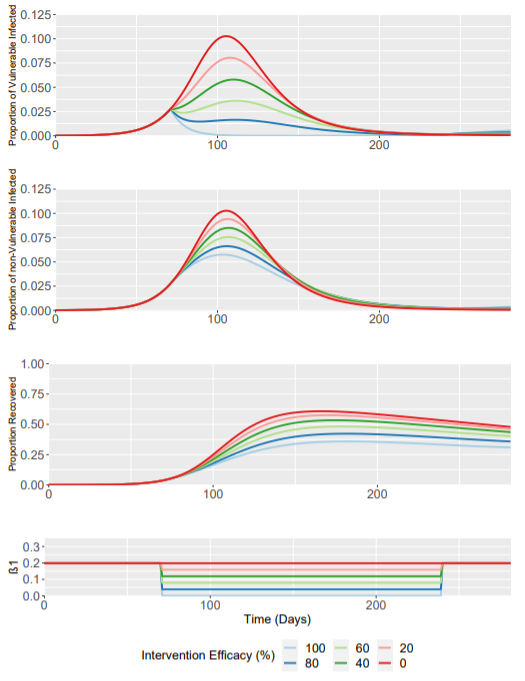 Proportion of Vulnerable Infected
0.125
0.100
0.075
0.050
0.025
0.000
0 100 200
Proportion of non-Vulnerable Infected
0.125
0.100
0.075
0.050
0.025
0.000
0 100 200
Proportion Recovered
1.00
0.75
0.50
0.25
0.00
0 100 200
ß1
0.3
0.2
0.1
0.0
0 100 200
Time (Days)
Intervention Efficacy (%)
100 60 20
80 40 0